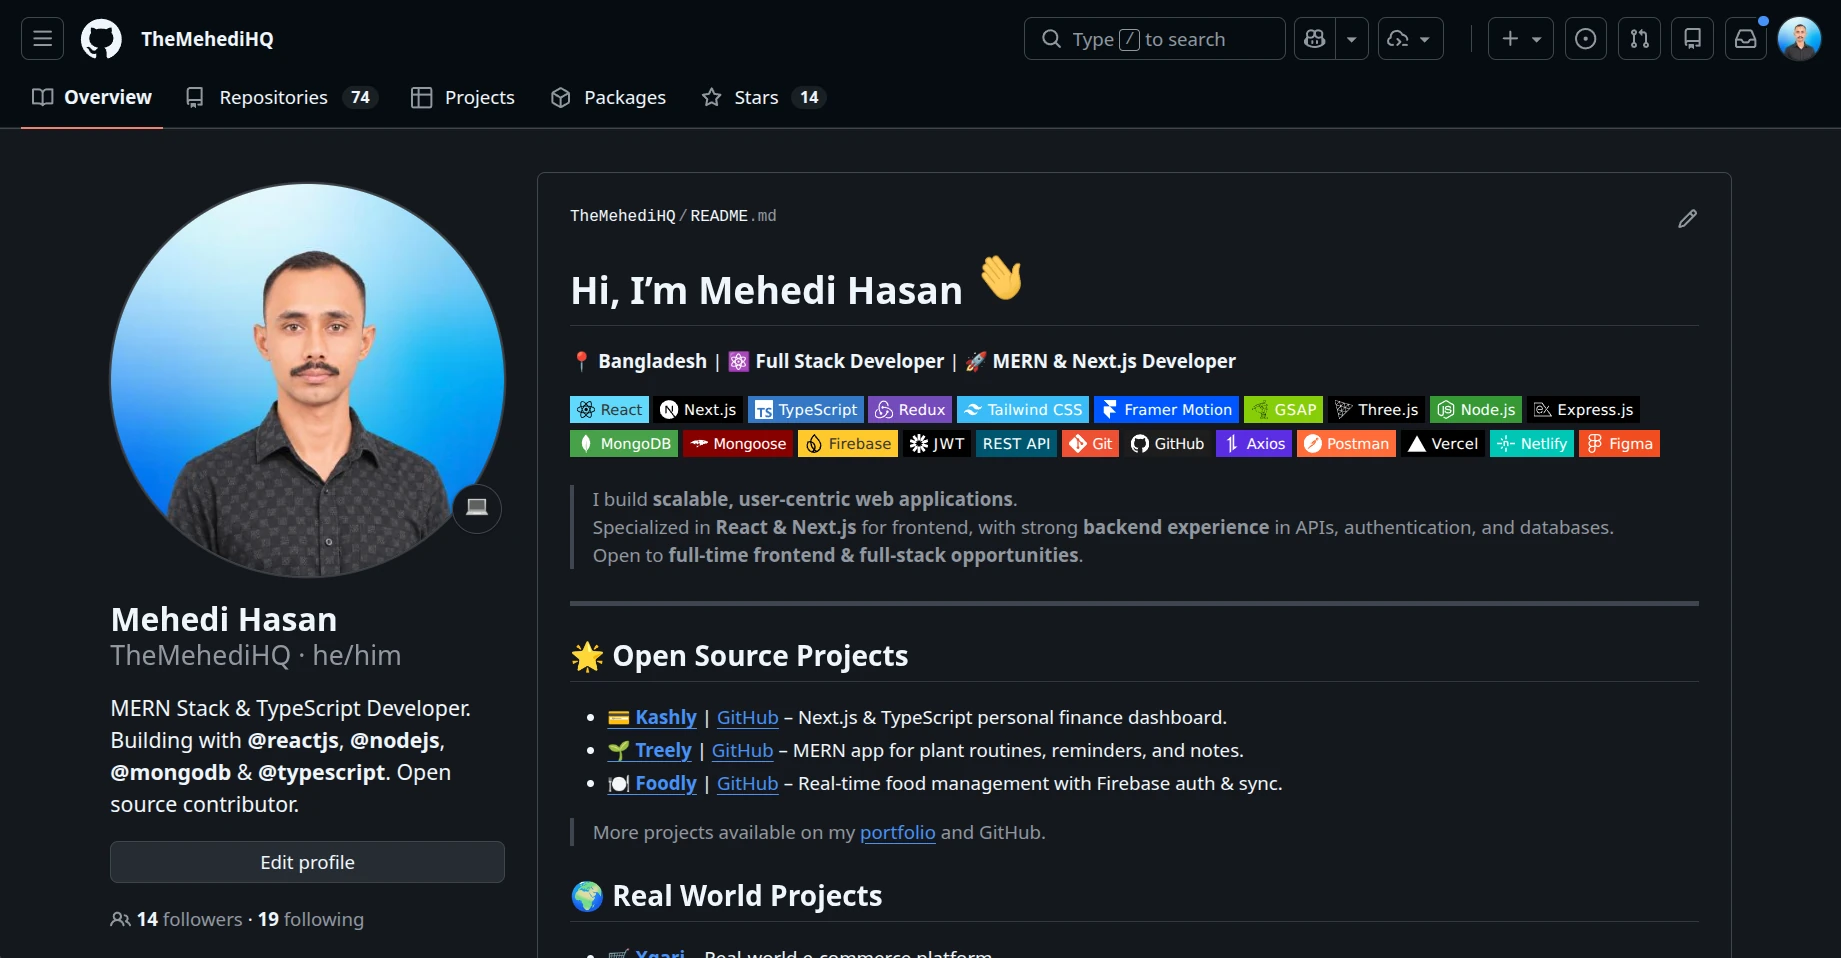 TheMehediHQ
Type / to search
Overview
Repositories 74
Projects
Packages
Stars 14
TheMehediHQ/README.md
Hi, I’m Mehedi Hasan 👋
📍 Bangladesh | ⚛️ Full Stack Developer | 🚀 MERN & Next.js Developer
React Next.js TypeScript Redux Tailwind CSS Framer Motion GSAP Three.js Node.js Express.js
MongoDB Mongoose Firebase JWT REST API Git GitHub Axios Postman Vercel Netlify Figma
I build scalable, user-centric web applications.
Specialized in React & Next.js for frontend, with strong backend experience in APIs, authentication, and databases.
Open to full-time frontend & full-stack opportunities.
🌟 Open Source Projects
💳 Kashly | GitHub – Next.js & TypeScript personal finance dashboard.
🌱 Treely | GitHub – MERN app for plant routines, reminders, and notes.
🍽️ Foodly | GitHub – Real-time food management with Firebase auth & sync.
More projects available on my portfolio and GitHub.
🌍 Real World Projects
🛒 Xgari – Real-world e-commerce platform
Mehedi Hasan
TheMehediHQ · he/him
MERN Stack & TypeScript Developer.
Building with @reactjs, @nodejs,
@mongodb & @typescript. Open
source contributor.
Edit profile
14 followers · 19 following